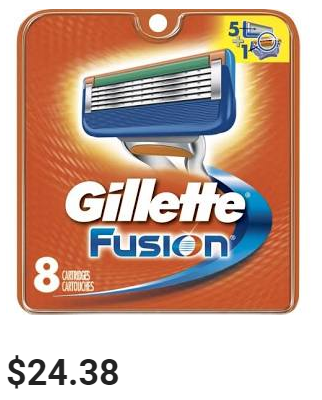 5
+1
Gillette®
FUSION®
8 CARTRIDGES
CARTOUCHES
$24.38